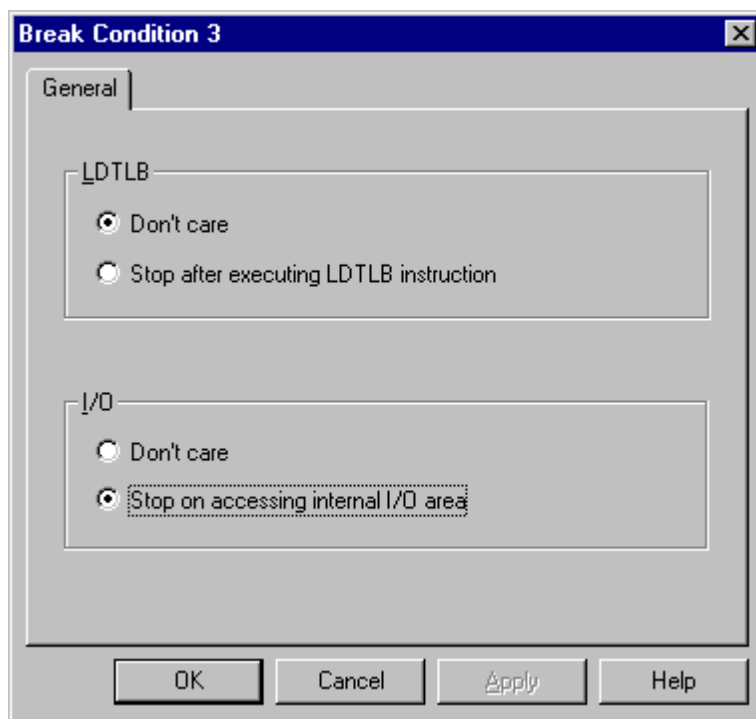 Break Condition 3
General
LDTLB
Don't care
Stop after executing LDTLB instruction
I/O
Don't care
Stop on accessing internal I/O area
OK Cancel Apply Help